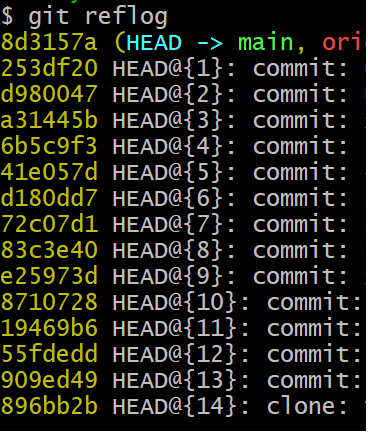 $ git reflog
8d3157a (HEAD -> main, ori
253df20 HEAD@{1}: commit:
d980047 HEAD@{2}: commit:
a31445b HEAD@{3}: commit:
6b5c9f3 HEAD@{4}: commit:
41e057d HEAD@{5}: commit:
d180dd7 HEAD@{6}: commit:
72c07d1 HEAD@{7}: commit:
83c3e40 HEAD@{8}: commit:
e25973d HEAD@{9}: commit:
8710728 HEAD@{10}: commit:
19469b6 HEAD@{11}: commit:
55fdedd HEAD@{12}: commit:
909ed49 HEAD@{13}: commit:
896bb2b HEAD@{14}: clone: